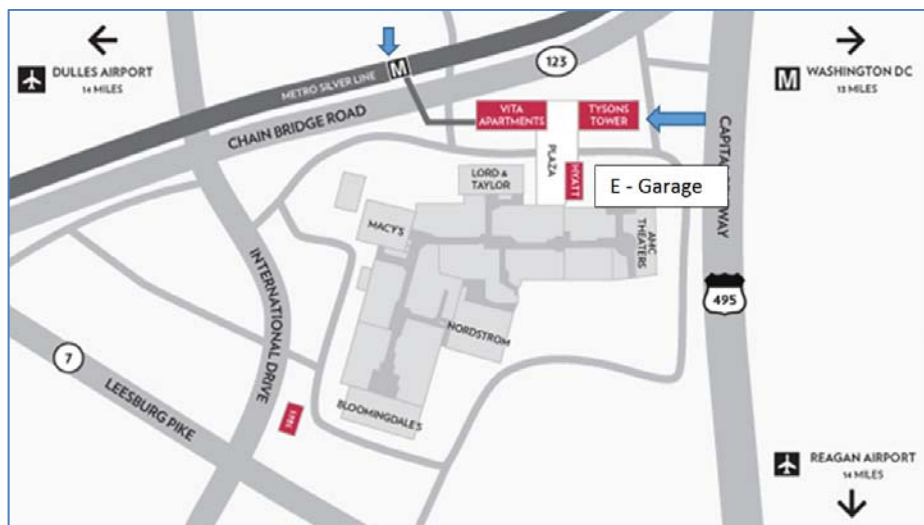 DULLES AIRPORT
14 MILES
METRO SILVER LINE
M
123
M
WASHINGTON DC
13 MILES
CHAIN BRIDGE ROAD
VITA
APARTMENTS
TYSONS
TOWER
PLAZA
HYATT
E - Garage
LORD &
TAYLOR
MACY'S
AMC
THEATERS
NORDSTROM
BLOOMINGDALE'S
INTERNATIONAL DRIVE
7
LEESBURG PIKE
495
REAGAN AIRPORT
14 MILES